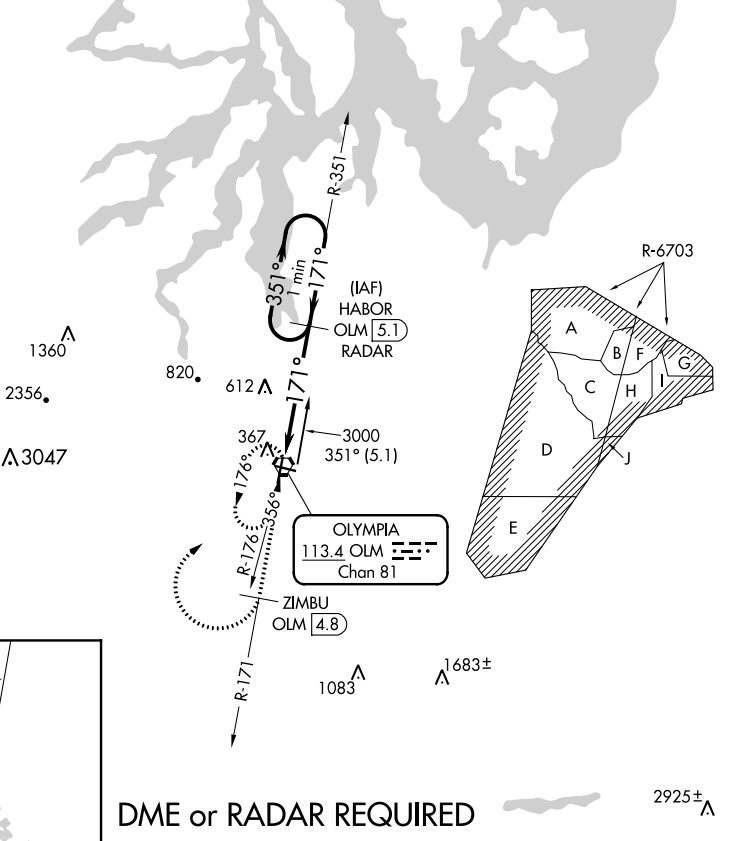 R-351
R-6703
351°
1 min
171°
(IAF)
HABOR
OLM 5.1
RADAR
A
B
F
G
C
H
I
J
D
E
1360
2356
3047
820
612
171°
367
3000
351° (5.1)
176°
356°
R-176
OLYMPIA
113.4 OLM
Chan 81
ZIMBU
OLM 4.8
R-171
1083
1683±
DME or RADAR REQUIRED
2925±